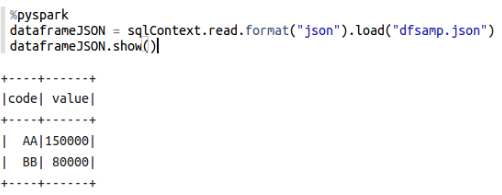 %pyspark
dataframeJSON = sqlContext.read.format("json").load("dfsamp.json")
dataframeJSON.show()
+----+------+
|code| value|
+----+------+
|  AA|150000|
|  BB| 80000|
+----+------+